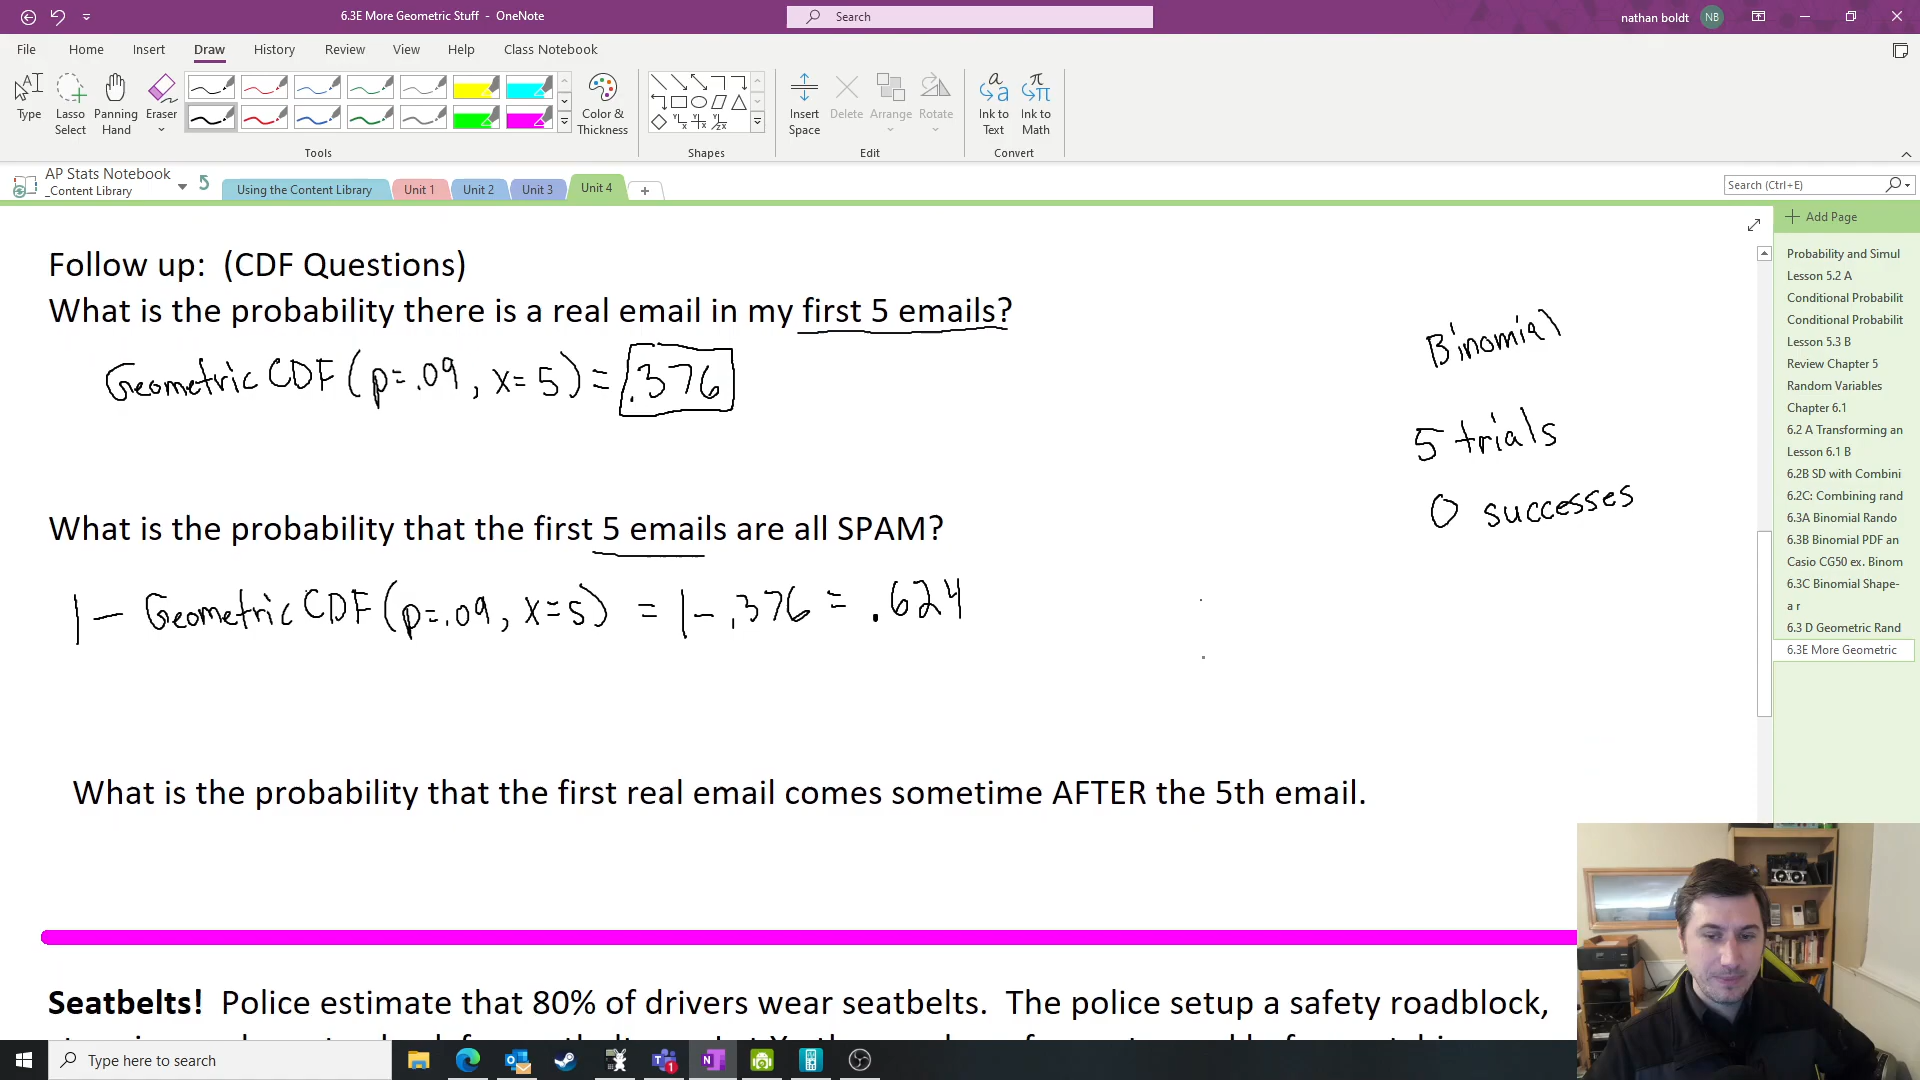 6.3E More Geometric Stuff - OneNote
Search
nathan boldt NB
File Home Insert Draw History Review View Help Class Notebook
Type Lasso Select Panning Hand Eraser Color & Thickness Insert Space Delete Arrange Rotate Ink to Text Ink to Math
Tools Shapes Edit Convert
AP Stats Notebook
_Content Library
Using the Content Library Unit 1 Unit 2 Unit 3 Unit 4 +
Search (Ctrl+E)
Add Page
Probability and Simul
Lesson 5.2 A
Conditional Probabilit
Conditional Probabilit
Lesson 5.3 B
Review Chapter 5
Random Variables
Chapter 6.1
6.2 A Transforming an
Lesson 6.1 B
6.2B SD with Combini
6.2C: Combining rand
6.3A Binomial Rando
6.3B Binomial PDF an
Casio CG50 ex. Binom
6.3C Binomial Shape-
a r
6.3 D Geometric Rand
6.3E More Geometric
Follow up: (CDF Questions)
What is the probability there is a real email in my first 5 emails?
Geometric CDF (p=.09, x=5) = .376
Binomial
5 trials
0 successes
What is the probability that the first 5 emails are all SPAM?
1 - Geometric CDF (p=.09, x=5) = 1 - .376 = .624
What is the probability that the first real email comes sometime AFTER the 5th email.
Seatbelts! Police estimate that 80% of drivers wear seatbelts. The police setup a safety roadblock,
Type here to search